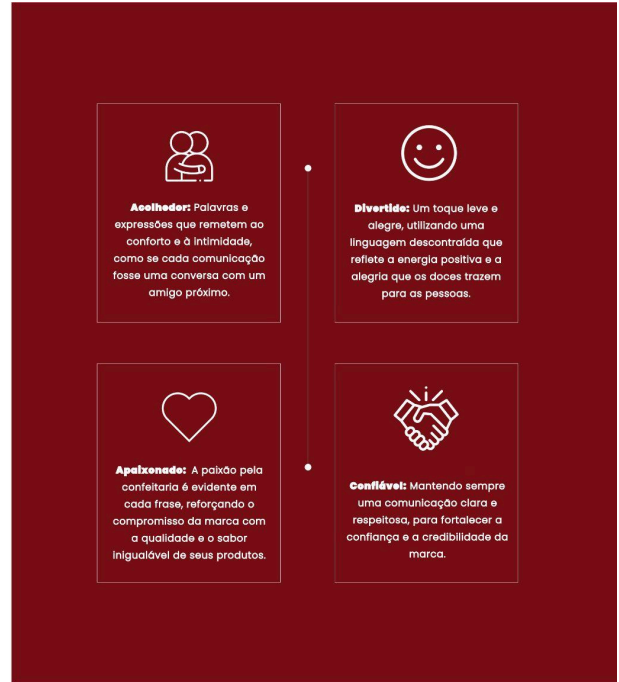 Acolhedor: Palavras e
expressões que remetem ao
conforto e à intimidade,
como se cada comunicação
fosse uma conversa com um
amigo próximo.
Divertido: Um toque leve e
alegre, utilizando uma
linguagem descontraída que
reflete a energia positiva e a
alegria que os doces trazem
para as pessoas.
Apaixonado: A paixão pela
confeitaria é evidente em
cada frase, reforçando o
compromisso da marca com
a qualidade e o sabor
inigualável de seus produtos.
Confiável: Mantendo sempre
uma comunicação clara e
respeitosa, para fortalecer a
confiança e a credibilidade da
marca.